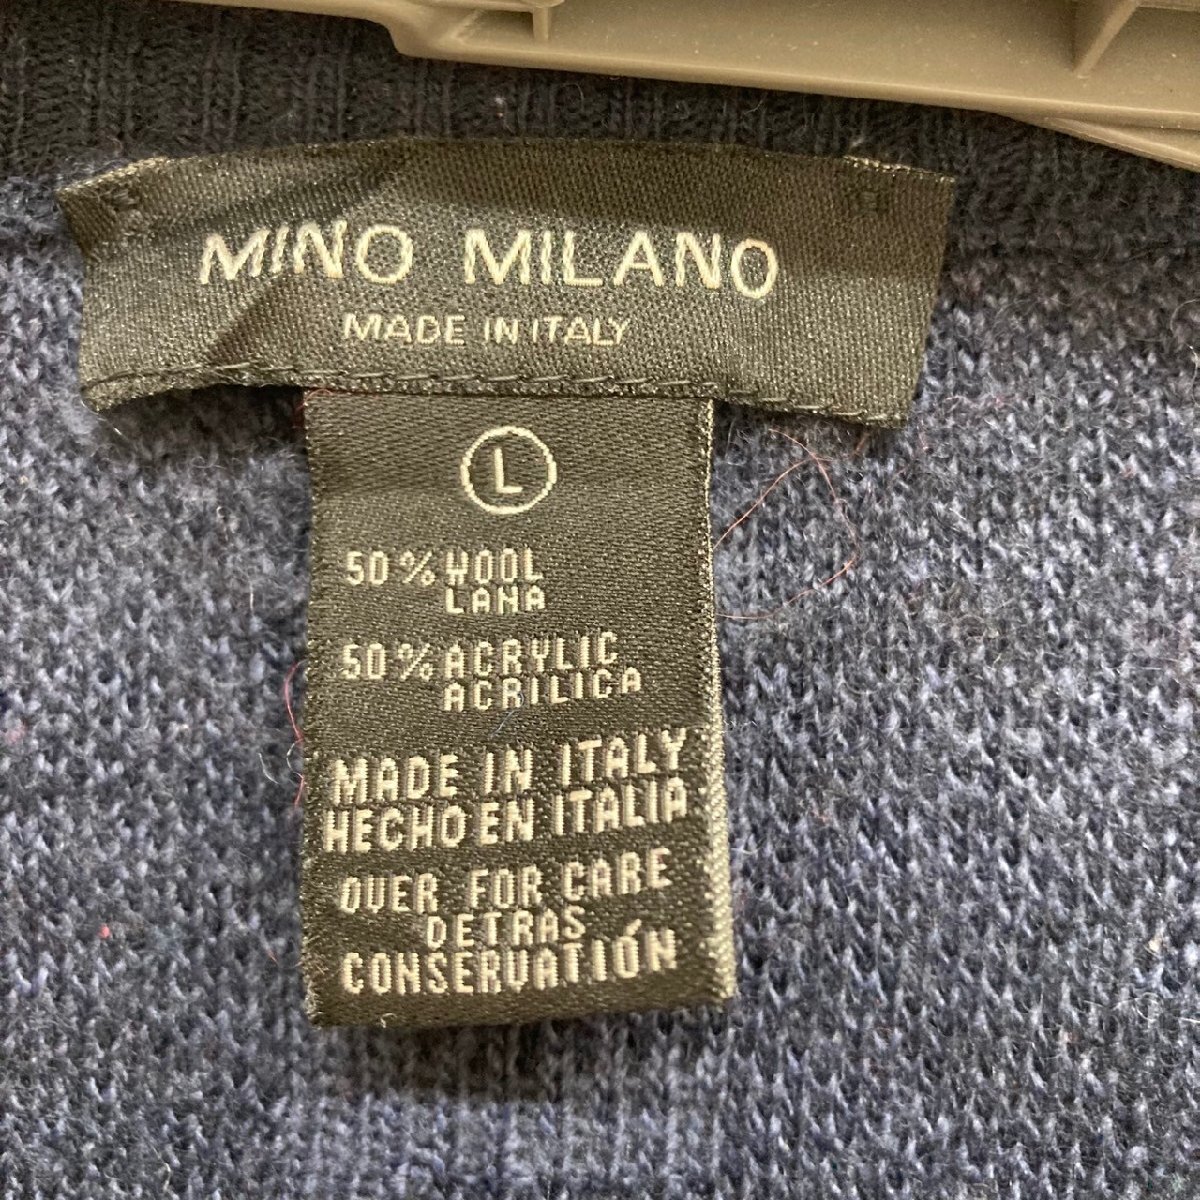 MINO MILANO
MADE IN ITALY
L
50% WOOL
LANA
50% ACRYLIC
ACRILICA
MADE IN ITALY
HECHO EN ITALIA
OVER FOR CARE
DETRAS
CONSERVATIÓN